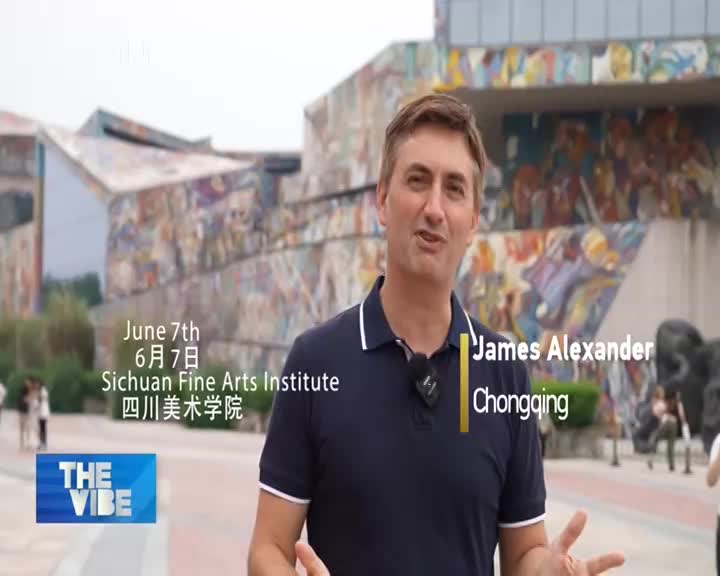 June 7th
6月7日
Sichuan Fine Arts Institute
四川美术学院
James Alexander
Chongqing
THE
VIBE